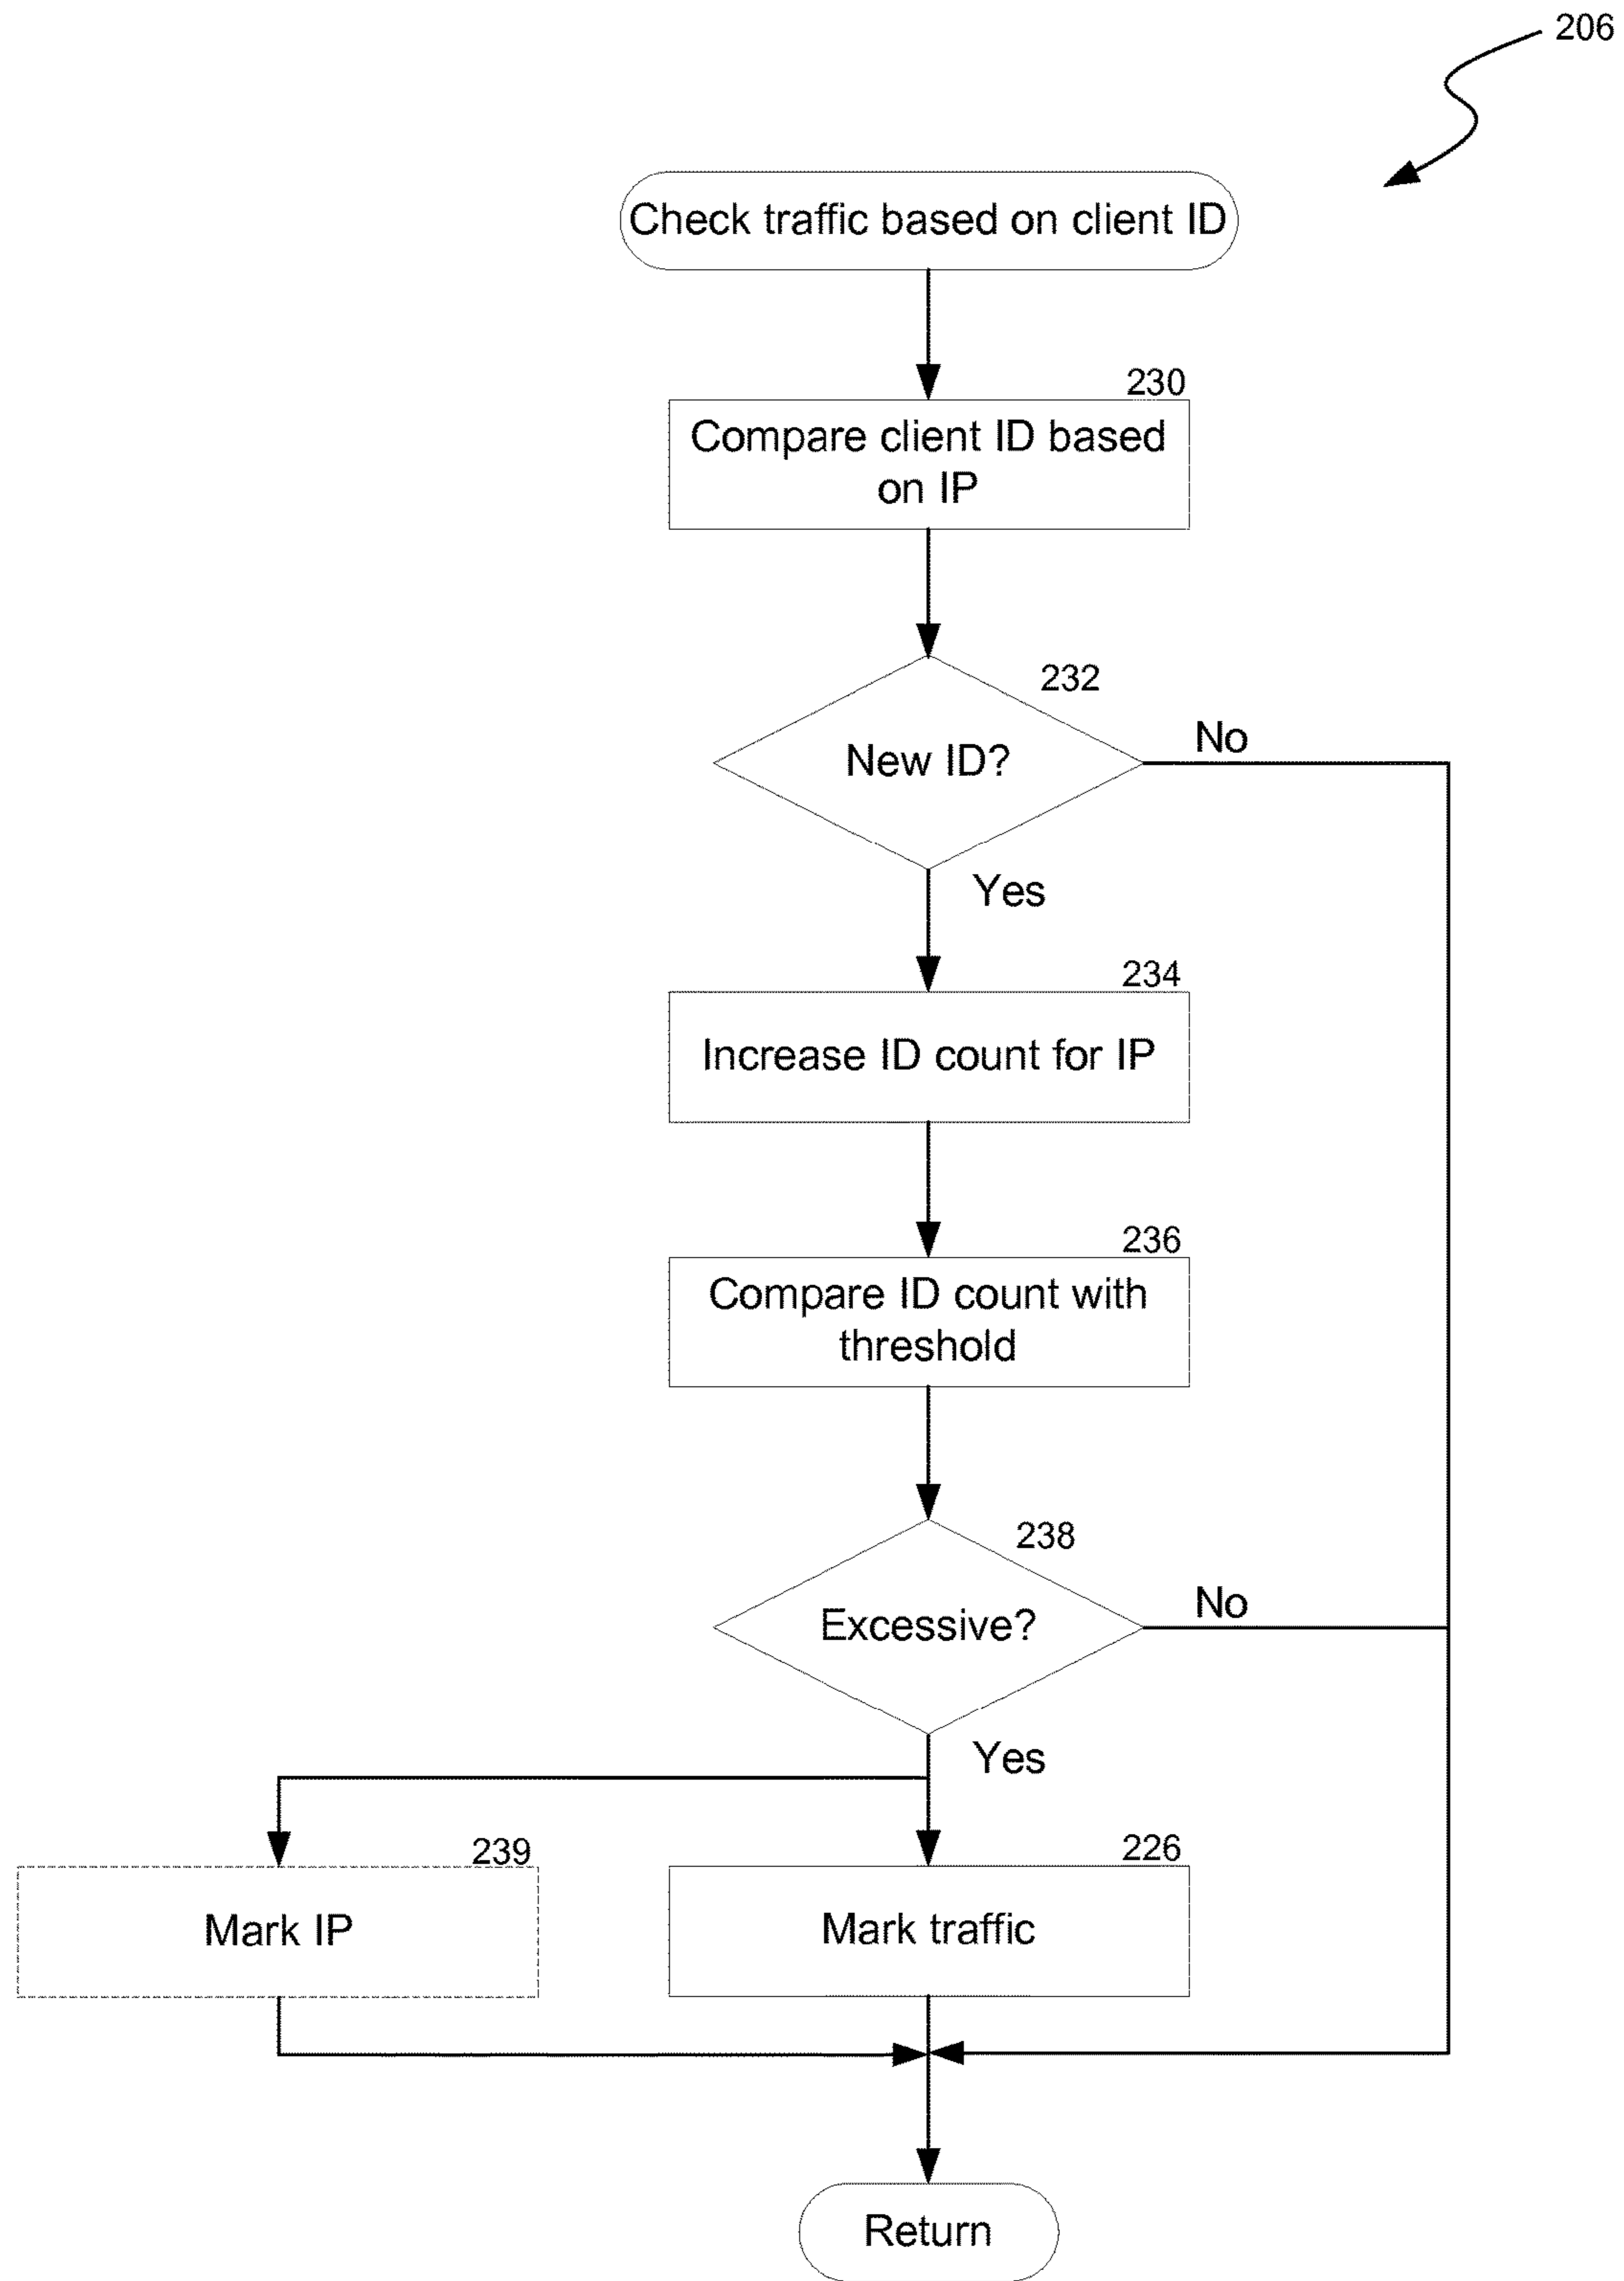 206
Check traffic based on client ID
230
Compare client ID based
on IP
232
New ID?
No
Yes
234
Increase ID count for IP
236
Compare ID count with
threshold
238
Excessive?
No
Yes
239
Mark IP
226
Mark traffic
Return